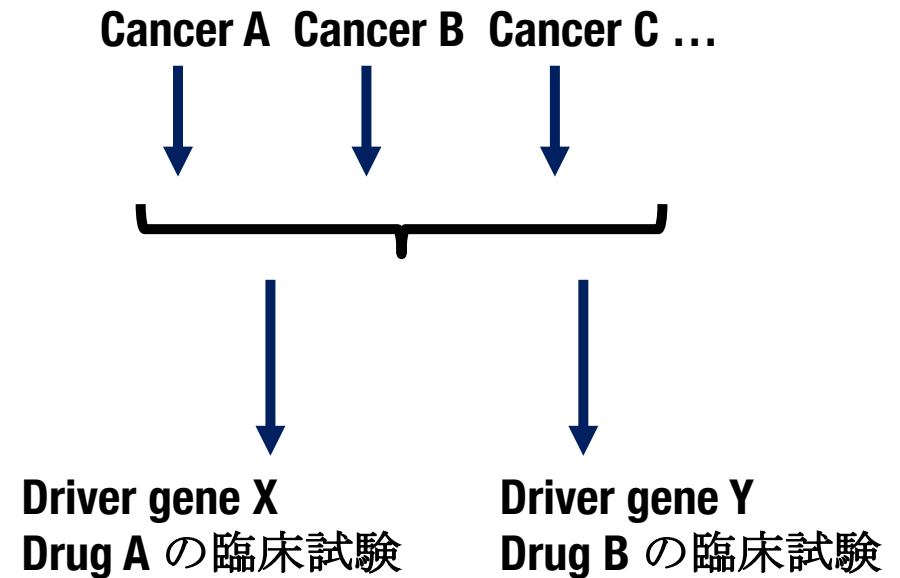 Cancer A Cancer B Cancer C …
Driver gene X
Drug A の臨床試験
Driver gene Y
Drug B の臨床試験